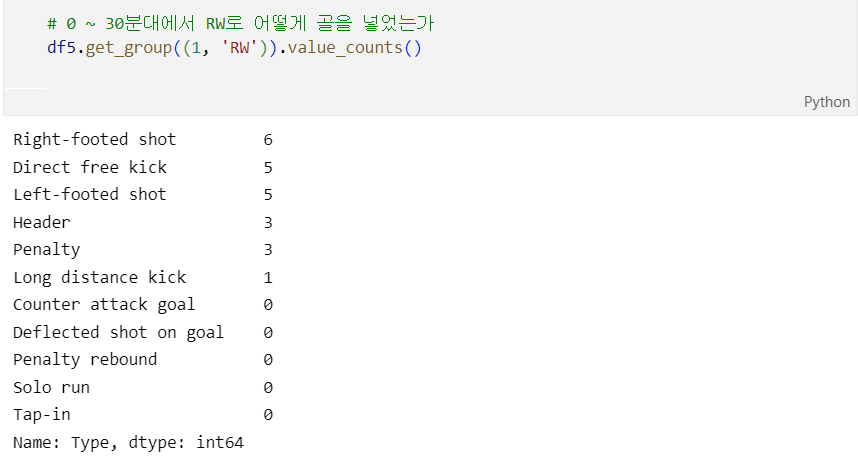 # 0 ~ 30분대에서 RW로 어떻게 골을 넣었는가
df5.get_group((1, 'RW')).value_counts()
Python
Right-footed shot 6
Direct free kick 5
Left-footed shot 5
Header 3
Penalty 3
Long distance kick 1
Counter attack goal 0
Deflected shot on goal 0
Penalty rebound 0
Solo run 0
Tap-in 0
Name: Type, dtype: int64